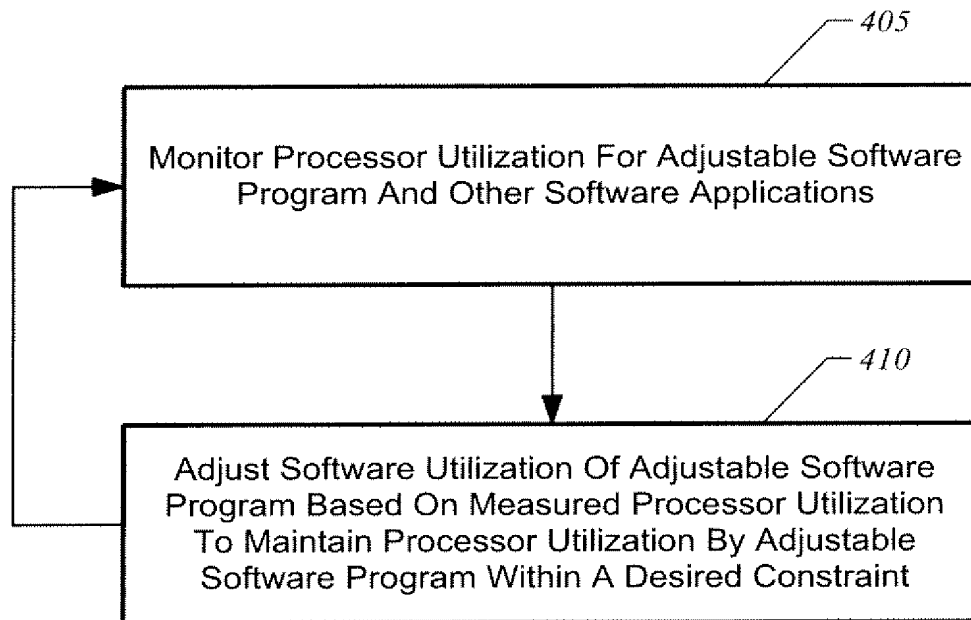 405
Monitor Processor Utilization For Adjustable Software
Program And Other Software Applications
410
Adjust Software Utilization Of Adjustable Software
Program Based On Measured Processor Utilization
To Maintain Processor Utilization By Adjustable
Software Program Within A Desired Constraint